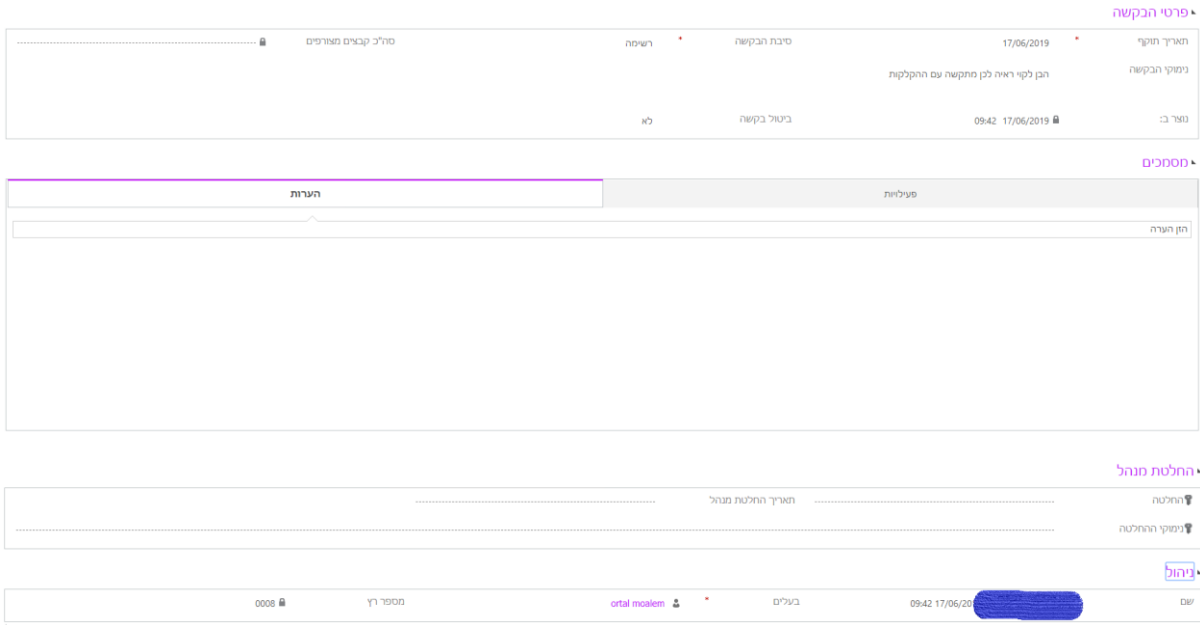 פרטי הבקשה
תאריך תוקף * 17/06/2019 סיבת הבקשה * רשימה סה"כ קבצים מצורפים
נימוקי הבקשה הבן לקוי ראיה לכן מתקשה עם ההקלקות
נוצר ב: 17/06/2019 09:42 ביטול בקשה לא
מסמכים
פעילויות הערות
הזן הערה
החלטת מנהל
החלטה תאריך החלטת מנהל
נימוקי ההחלטה
ניהול
שם 09:42 17/06/20 בעלים * ortal moalem מספר רץ 0008